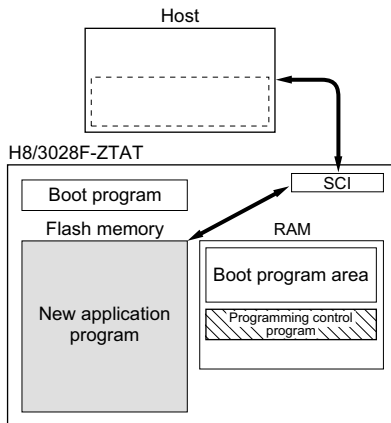 Host
H8/3028F-ZTAT
SCI
Boot program
Flash memory
RAM
Boot program area
New application
program
Programming control
program